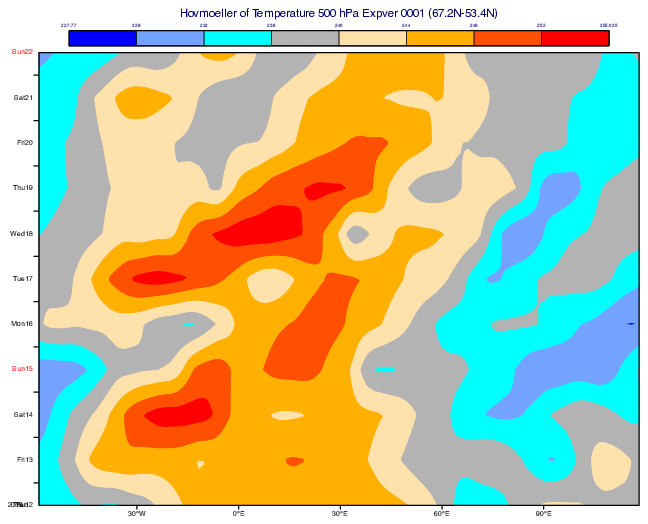 Hovmoeller of Temperature 500 hPa Expver 0001 (67.2N-53.4N)
227.77 228 232 236 240 244 248 252 255.625
Sun22
Sat21
Fri20
Thu19
Wed18
Tue17
Mon16
Sun15
Sat14
Fri13
30°W 0°E 30°E 60°E 90°E